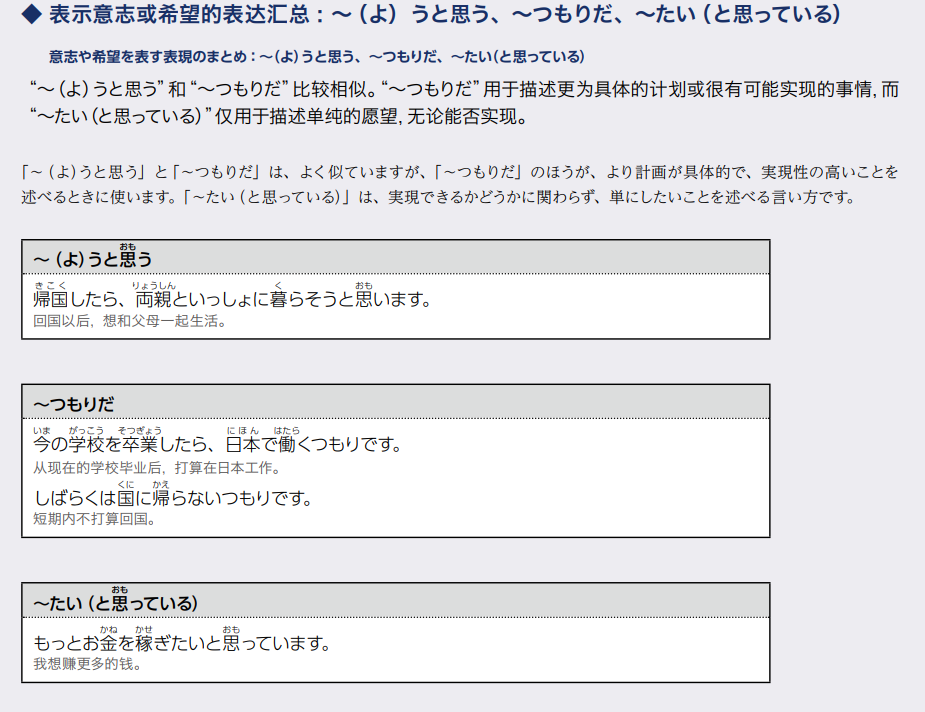 ◆ 表示意志或希望的表达汇总：～（よ）うと思う、～つもりだ、～たい（と思っている）
意志や希望を表す表現のまとめ：～（よ）うと思う、～つもりだ、～たい（と思っている）
“～（よ）うと思う” 和 “～つもりだ” 比较相似。“～つもりだ” 用于描述更为具体的计划或很有可能实现的事情，而
“～たい（と思っている）” 仅用于描述单纯的愿望，无论能否实现。
「～（よ）うと思う」と「～つもりだ」は、よく似ていますが、「～つもりだ」のほうが、より計画が具体的で、実現性の高いことを
述べるときに使います。「～たい（と思っている）」は、実現できるかどうかに関わらず、単にしたいことを述べる言い方です。
おも
～（よ）うと思う
きこく りょうしん く おも
帰国したら、両親といっしょに暮らそうと思います。
回国以后，想和父母一起生活。
～つもりだ
いま がっこう そつぎょう にほん はたら
今の学校を卒業したら、日本で働くつもりです。
从现在的学校毕业后，打算在日本工作。
くに かえ
しばらくは国に帰らないつもりです。
短期内不打算回国。
おも
～たい（と思っている）
かね かせ おも
もっとお金を稼ぎたいと思っています。
我想赚更多的钱。